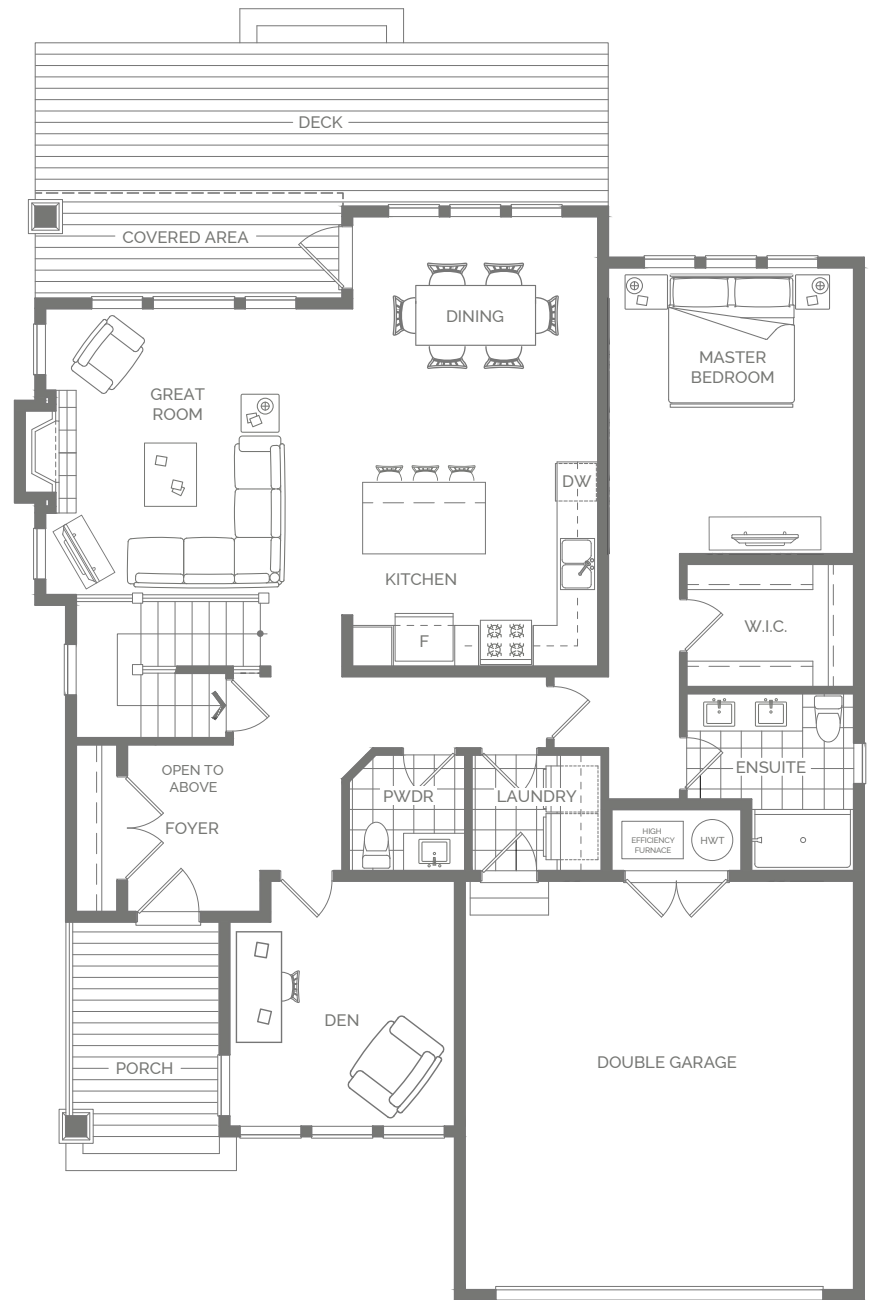 DECK
COVERED AREA
DINING
MASTER
BEDROOM
GREAT
ROOM
DW
KITCHEN
F
W.I.C.
OPEN TO
ABOVE
FOYER
PWDR
LAUNDRY
ENSUITE
HIGH
EFFICIENCY
FURNACE
HWT
DEN
PORCH
DOUBLE GARAGE